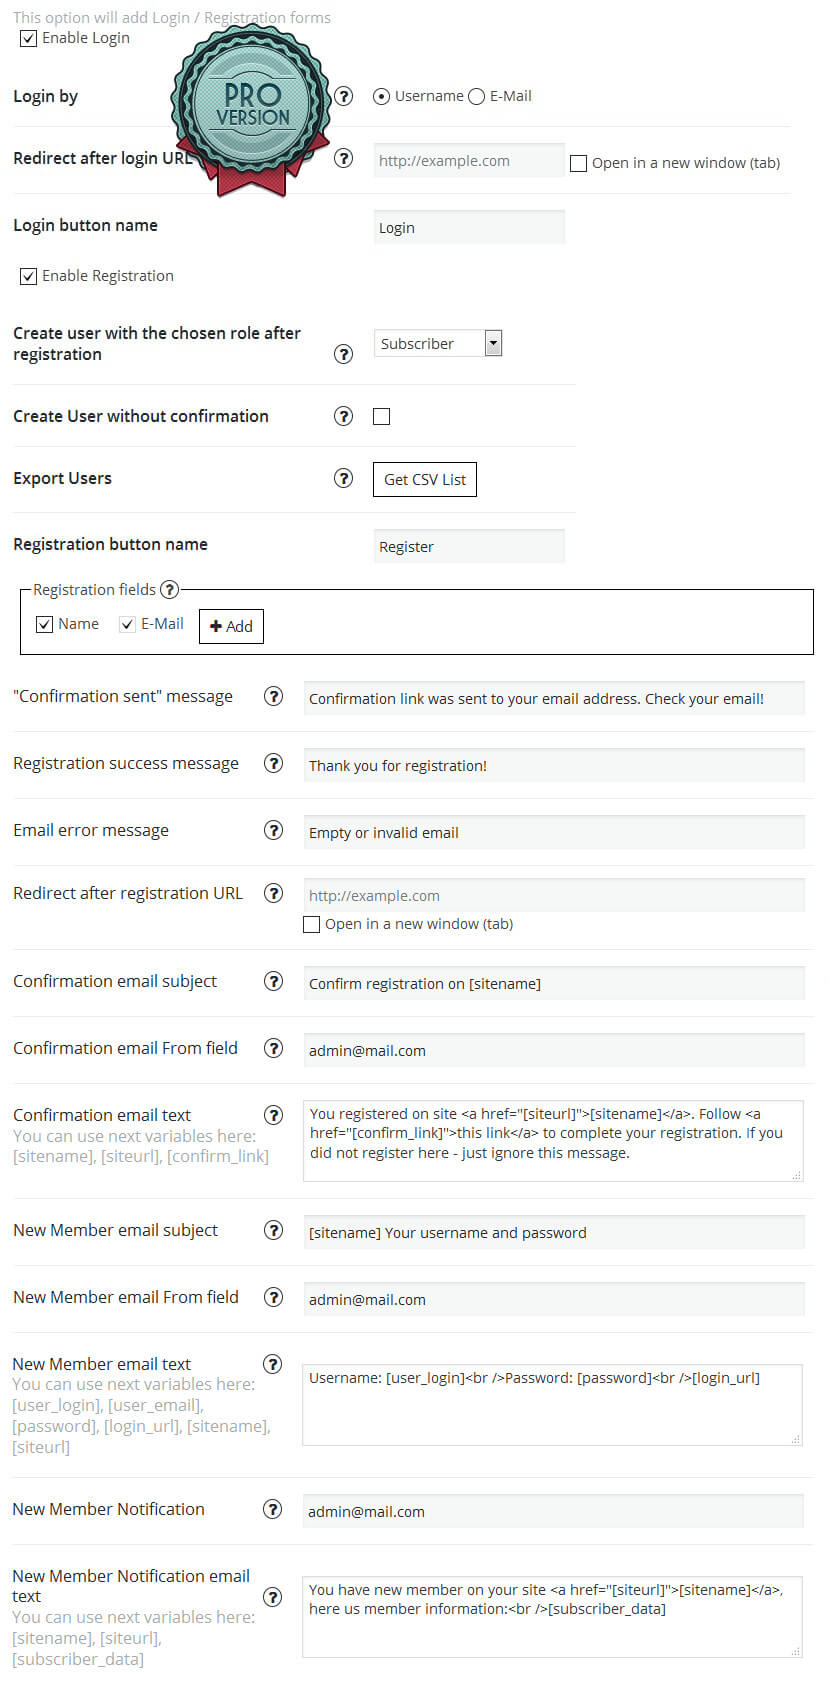 This option will add Login / Registration forms
Enable Login
PRO
VERSION
Login by ? Username E-Mail
Redirect after login URL ? http://example.com Open in a new window (tab)
Login button name Login
Enable Registration
Create user with the chosen role after
registration ? Subscriber
Create User without confirmation ?
Export Users ? Get CSV List
Registration button name Register
Registration fields ?
Name E-Mail + Add
"Confirmation sent" message ? Confirmation link was sent to your email address. Check your email!
Registration success message ? Thank you for registration!
Email error message ? Empty or invalid email
Redirect after registration URL ? http://example.com
Open in a new window (tab)
Confirmation email subject ? Confirm registration on [sitename]
Confirmation email From field ? admin@mail.com
Confirmation email text ?
You can use next variables here:
[sitename], [siteurl], [confirm_link]
You registered on site <a href="[siteurl]">[sitename]</a>. Follow <a
href="[confirm_link]">this link</a> to complete your registration. If you
did not register here - just ignore this message.
New Member email subject ? [sitename] Your username and password
New Member email From field ? admin@mail.com
New Member email text ?
You can use next variables here:
[user_login], [user_email],
[password], [login_url], [sitename],
[siteurl]
Username: [user_login]<br />Password: [password]<br />[login_url]
New Member Notification ? admin@mail.com
New Member Notification email
text ?
You can use next variables here:
[sitename], [siteurl],
[subscriber_data]
You have new member on your site <a href="[siteurl]">[sitename]</a>,
here us member information:<br />[subscriber_data]